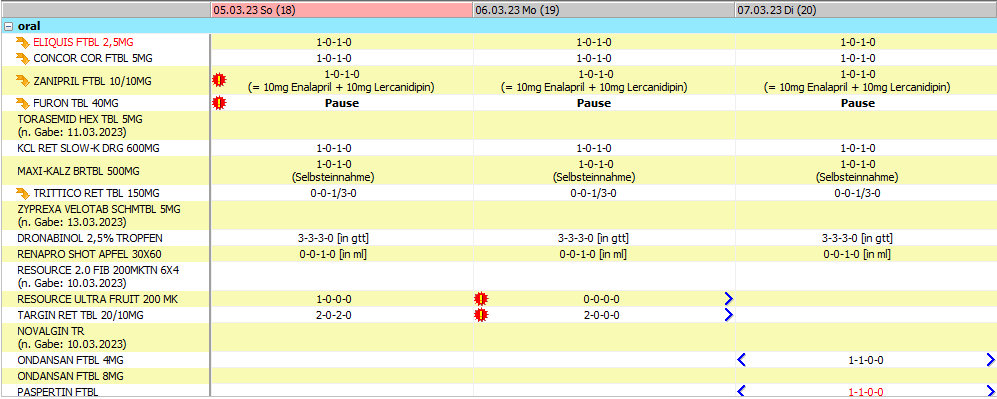 05.03.23 So (18) 06.03.23 Mo (19) 07.03.23 Di (20)
oral
ELIQUIS FTBL 2,5MG 1-0-1-0 1-0-1-0 1-0-1-0
CONCOR COR FTBL 5MG 1-0-1-0 1-0-1-0 1-0-1-0
ZANIPRIL FTBL 10/10MG 1-0-1-0 1-0-1-0 1-0-1-0
(= 10mg Enalapril + 10mg Lercanidipin) (= 10mg Enalapril + 10mg Lercanidipin) (= 10mg Enalapril + 10mg Lercanidipin)
FURON TBL 40MG Pause Pause Pause
TORASEMID HEX TBL 5MG
(n. Gabe: 11.03.2023)
KCL RET SLOW-K DRG 600MG 1-0-1-0 1-0-1-0 1-0-1-0
MAXI-KALZ BRTBL 500MG 1-0-1-0 1-0-1-0 1-0-1-0
(Selbsteinnahme) (Selbsteinnahme) (Selbsteinnahme)
TRITTICO RET TBL 150MG 0-0-1/3-0 0-0-1/3-0 0-0-1/3-0
ZYPREXA VELOTAB SCHMTBL 5MG
(n. Gabe: 13.03.2023)
DRONABINOL 2,5% TROPFEN 3-3-3-0 [in gtt] 3-3-3-0 [in gtt] 3-3-3-0 [in gtt]
RENAPRO SHOT APFEL 30X60 0-0-1-0 [in ml] 0-0-1-0 [in ml] 0-0-1-0 [in ml]
RESOURCE 2.0 FIB 200MKTN 6X4
(n. Gabe: 10.03.2023)
RESOURCE ULTRA FRUIT 200 MK 1-0-0-0 0-0-0-0
TARGIN RET TBL 20/10MG 2-0-2-0 2-0-0-0
NOVALGIN TR
(n. Gabe: 10.03.2023)
ONDANSAN FTBL 4MG 1-1-0-0
ONDANSAN FTBL 8MG
PASPERTIN FTBL 1-1-0-0